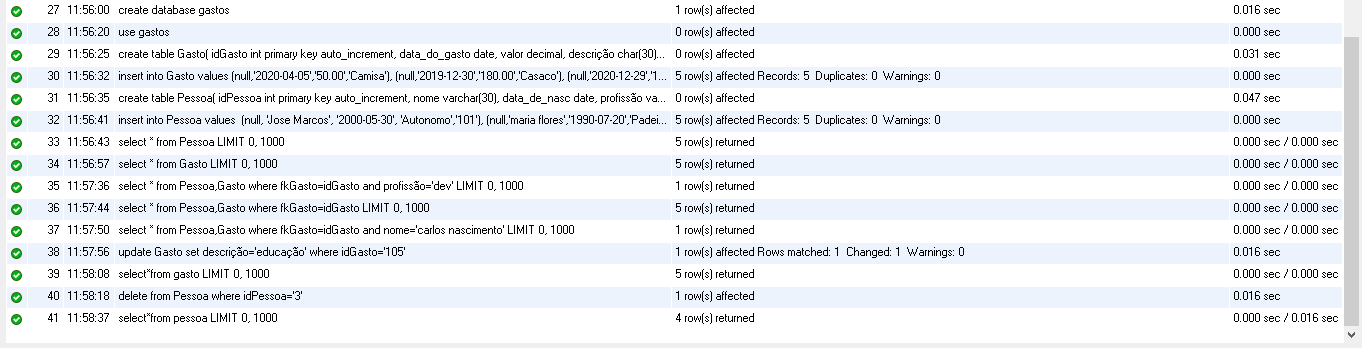 27 11:56:00 create database gastos 1 row(s) affected 0.016 sec
28 11:56:20 use gastos 0 row(s) affected 0.000 sec
29 11:56:25 create table Gasto( idGasto int primary key auto_increment, data_do_gasto date, valor decimal, descrição char(30)... 0 row(s) affected 0.031 sec
30 11:56:32 insert into Gasto values (null,'2020-04-05','50.00','Camisa'), (null,'2019-12-30','180.00','Casaco'), (null,'2020-12-29','1... 5 row(s) affected Records: 5 Duplicates: 0 Warnings: 0 0.000 sec
31 11:56:35 create table Pessoa( idPessoa int primary key auto_increment, nome varchar(30), data_de_nasc date, profissão va... 0 row(s) affected 0.047 sec
32 11:56:41 insert into Pessoa values (null, 'Jose Marcos', '2000-05-30', 'Autonomo','101'), (null,'maria flores','1990-07-20','Padei... 5 row(s) affected Records: 5 Duplicates: 0 Warnings: 0 0.000 sec
33 11:56:43 select * from Pessoa LIMIT 0, 1000 5 row(s) returned 0.000 sec / 0.000 sec
34 11:56:57 select * from Gasto LIMIT 0, 1000 5 row(s) returned 0.000 sec / 0.000 sec
35 11:57:36 select * from Pessoa,Gasto where fkGasto=idGasto and profissão='dev' LIMIT 0, 1000 1 row(s) returned 0.000 sec / 0.000 sec
36 11:57:44 select * from Pessoa,Gasto where fkGasto=idGasto LIMIT 0, 1000 5 row(s) returned 0.000 sec / 0.000 sec
37 11:57:50 select * from Pessoa,Gasto where fkGasto=idGasto and nome='carlos nascimento' LIMIT 0, 1000 1 row(s) returned 0.000 sec / 0.000 sec
38 11:57:56 update Gasto set descrição='educação' where idGasto='105' 1 row(s) affected Rows matched: 1 Changed: 1 Warnings: 0 0.016 sec
39 11:58:08 select*from gasto LIMIT 0, 1000 5 row(s) returned 0.000 sec / 0.000 sec
40 11:58:18 delete from Pessoa where idPessoa='3' 1 row(s) affected 0.016 sec
41 11:58:37 select*from pessoa LIMIT 0, 1000 4 row(s) returned 0.000 sec / 0.016 sec